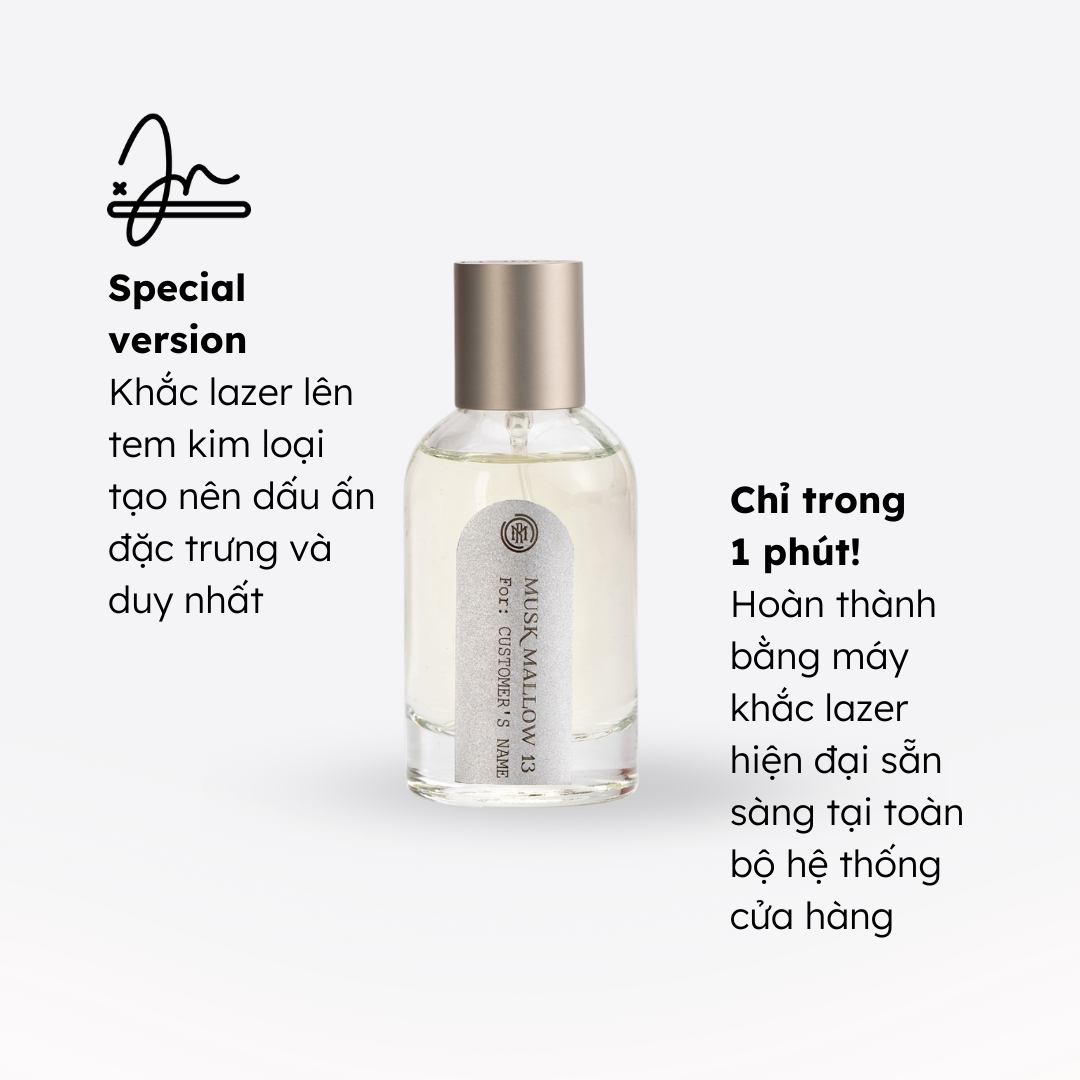 Special
version
Khắc lazer lên
tem kim loại
tạo nên dấu ấn
đặc trưng và
duy nhất
MUSK MALLOW 13
For: CUSTOMER'S NAME
Chỉ trong
1 phút!
Hoàn thành
bằng máy
khắc lazer
hiện đại sẵn
sàng tại toàn
bộ hệ thống
cửa hàng